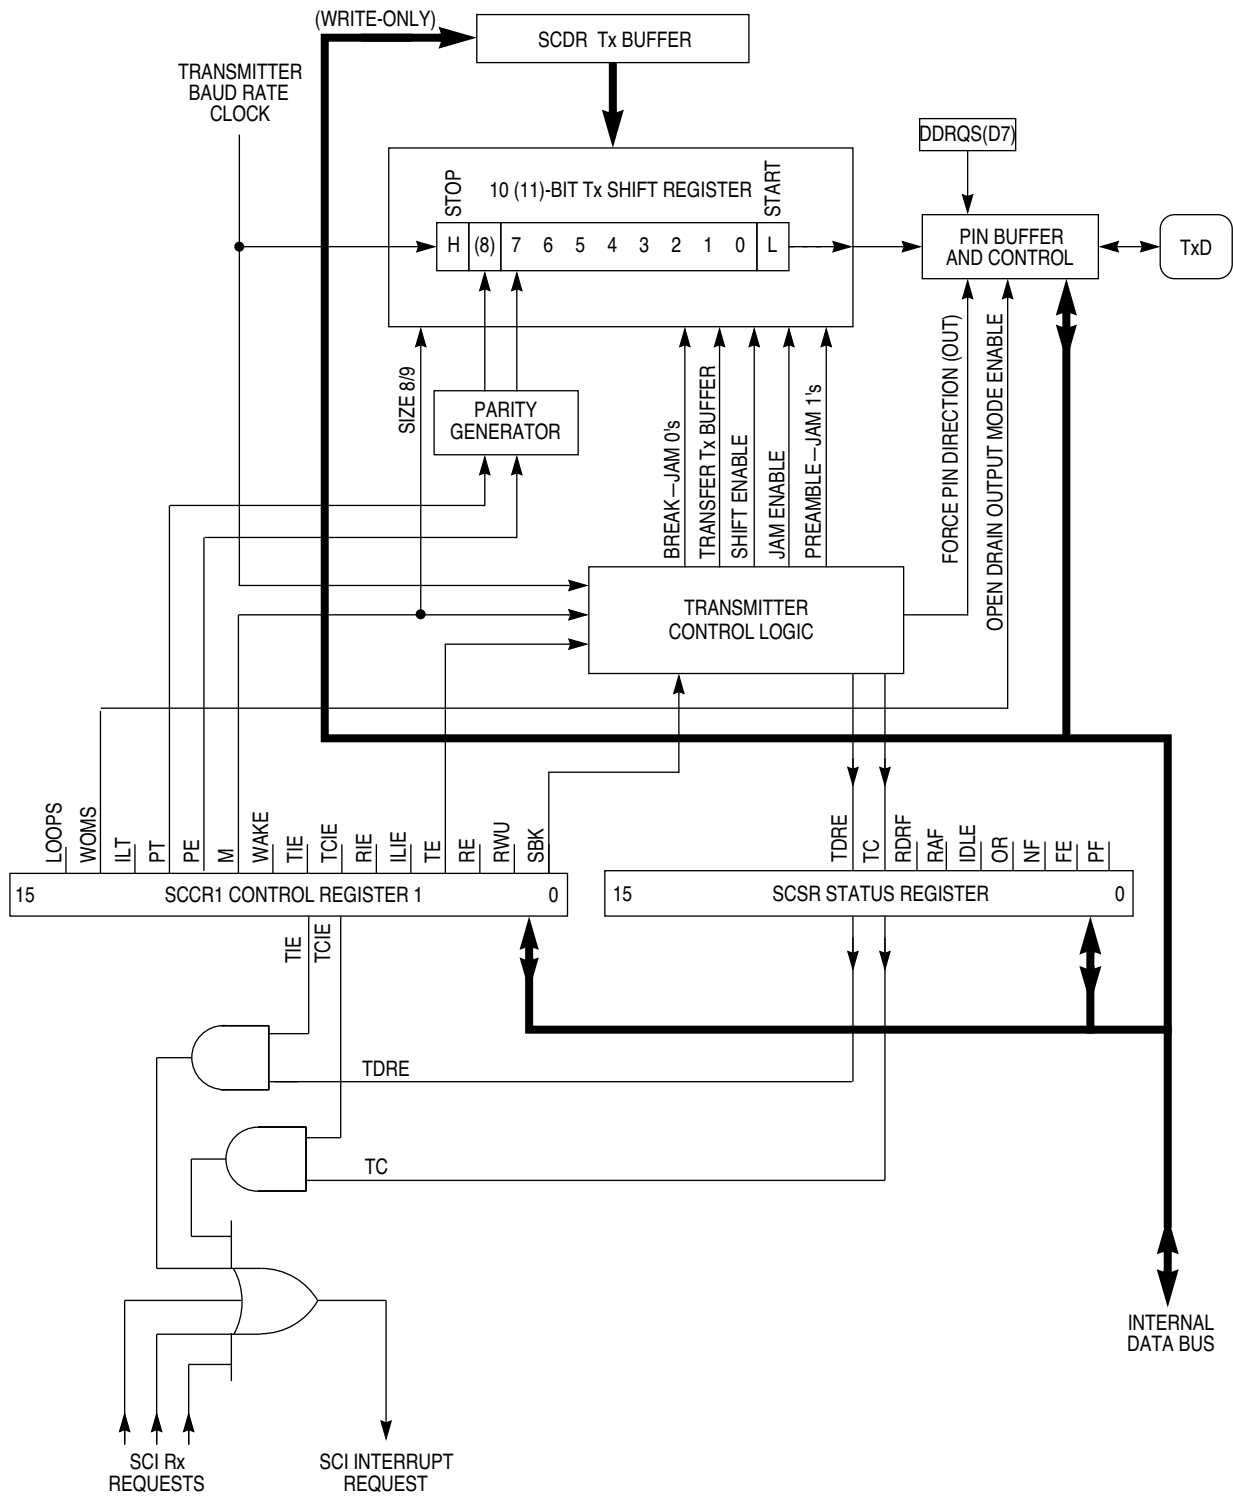 (WRITE-ONLY)
SCDR Tx BUFFER
TRANSMITTER
BAUD RATE
CLOCK
DDRQS(D7)
STOP
10 (11)-BIT Tx SHIFT REGISTER
START
H (8) 7 6 5 4 3 2 1 0 L
PIN BUFFER
AND CONTROL
TxD
SIZE 8/9
PARITY
GENERATOR
BREAK—JAM 0's
TRANSFER Tx BUFFER
SHIFT ENABLE
JAM ENABLE
PREAMBLE—JAM 1's
FORCE PIN DIRECTION (OUT)
OPEN DRAIN OUTPUT MODE ENABLE
TRANSMITTER
CONTROL LOGIC
LOOPS
WOMS
ILT
PT
PE
M
WAKE
TIE
TCIE
RIE
ILIE
TE
RE
RWU
SBK
TDRE
TC
RDRF
RAF
IDLE
OR
NF
FE
PF
15 SCCR1 CONTROL REGISTER 1 0
15 SCSR STATUS REGISTER 0
TIE
TCIE
TDRE
TC
INTERNAL
DATA BUS
SCI Rx
REQUESTS
SCI INTERRUPT
REQUEST